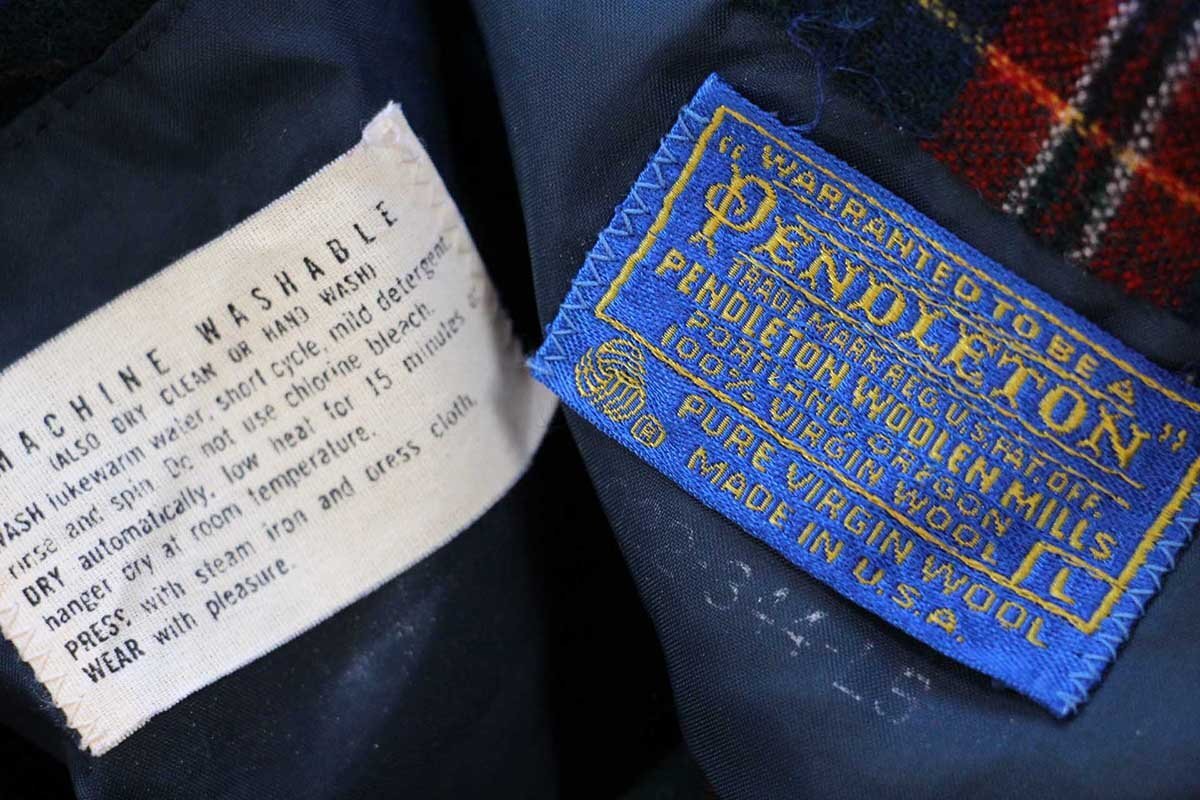 MACHINE WASHABLE
(ALSO DRY CLEAN OR HAND WASH)
WASH lukewarm water, short cycle, mild detergent
rinse and spin. Do not use chlorine bleach.
DRY automatically, low heat for 15 minutes
hanger dry at room temperature.
PRESS with steam iron and press cloth.
WEAR with pleasure.
"WARRANTED TO BE A
PENDLETON"
TRADE MARK REG. U.S. PAT. OFF.
PENDLETON WOOLEN MILLS
PORTLAND, OREGON
100% VIRGIN WOOL
L
PURE VIRGIN WOOL
®
MADE IN U.S.A.